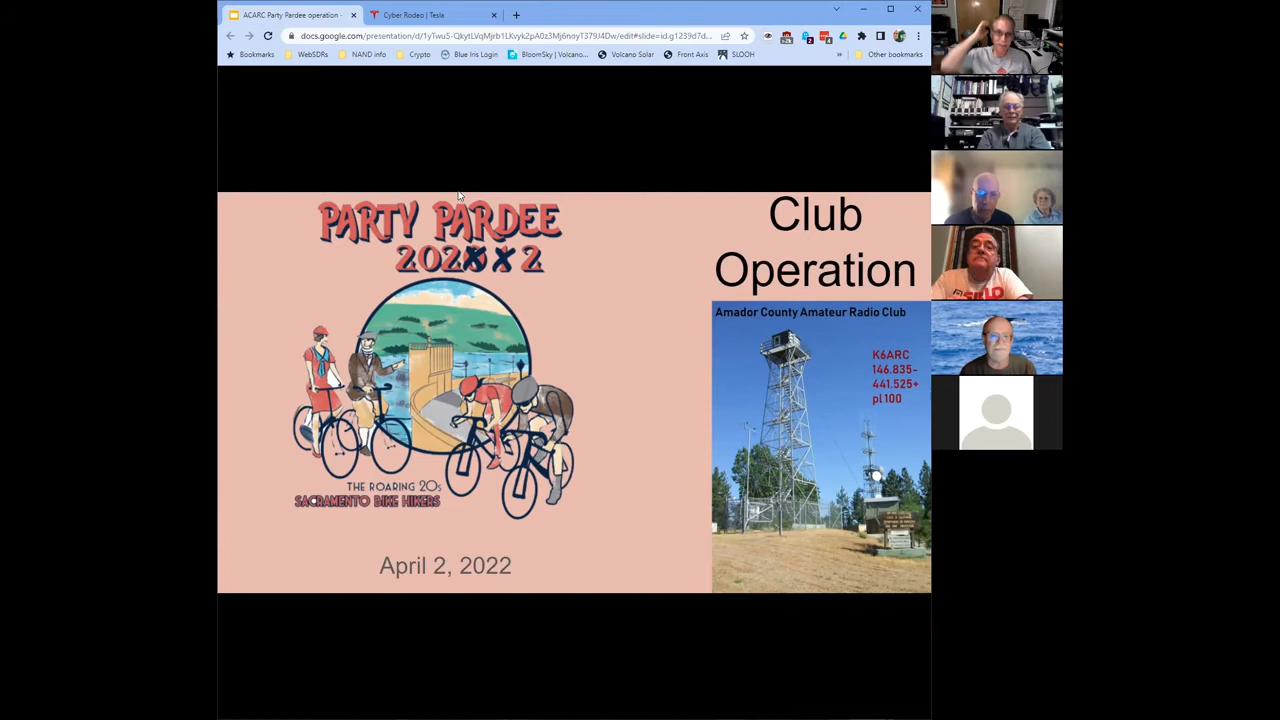 ACARC Party Pardee operation -
Cyber Rodeo | Tesla
Bookmarks
WebSDRs
NAND info
Crypto
Blue Iris Login
BloomSky | Volcano...
Volcano Solar
Front Axis
SLOOH
»
Other bookmarks
PARTY PARDEE
2022
THE ROARING 20s
SACRAMENTO BIKE HIKERS
April 2, 2022
Club
Operation
Amador County Amateur Radio Club
K6ARC
146.835-
441.525+
pl 100